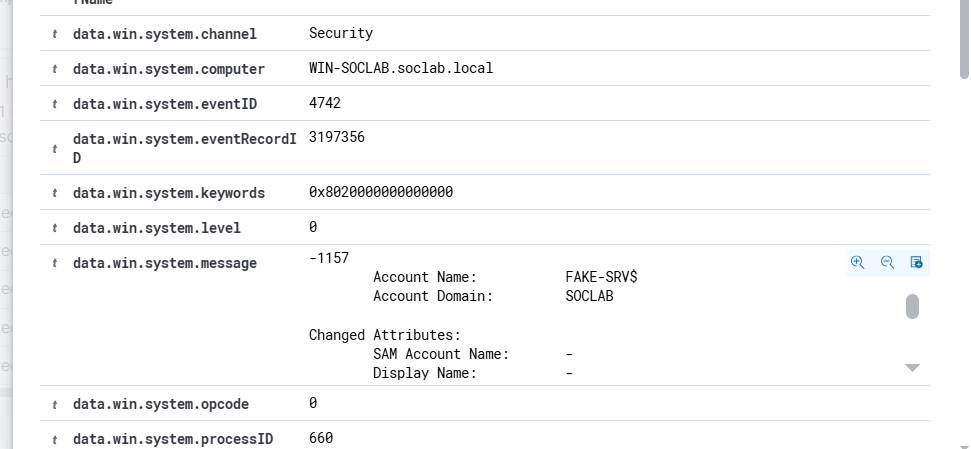 data.win.system.channel Security
data.win.system.computer WIN-SOCLAB.soclab.local
data.win.system.eventID 4742
data.win.system.eventRecordI 3197356
D
data.win.system.keywords 0x8020000000000000
data.win.system.level 0
data.win.system.message -1157
Account Name: FAKE-SRV$
Account Domain: SOCLAB
Changed Attributes:
SAM Account Name: -
Display Name: -
data.win.system.opcode 0
data.win.system.processID 660